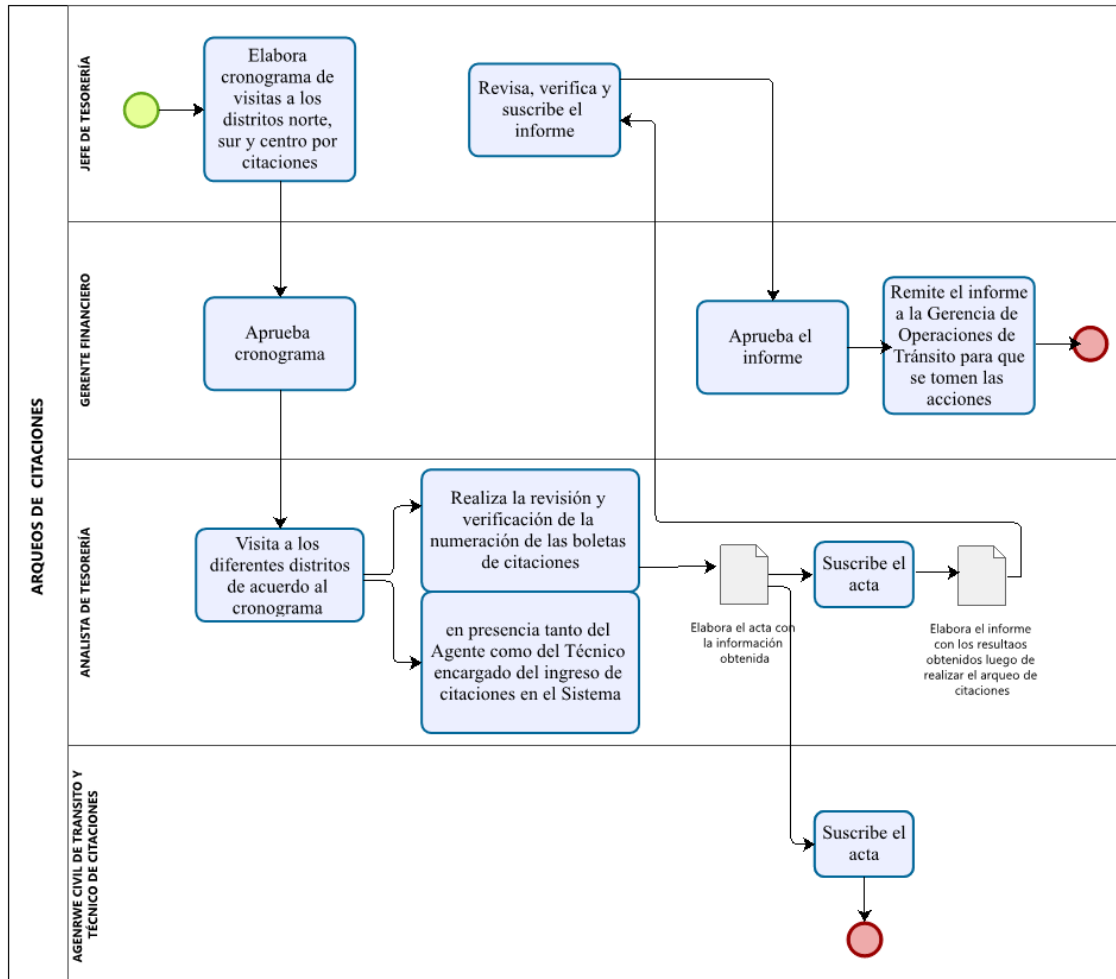 ARQUEOS DE CITACIONES
JEFE DE TESORERÍA
Elabora
cronograma de
visitas a los
distritos norte,
sur y centro por
citaciones
Revisa, verifica y
suscribe el
informe
GERENTE FINANCIERO
Aprueba
cronograma
Aprueba el
informe
Remite el informe
a la Gerencia de
Operaciones de
Tránsito para que
se tomen las
acciones
ANALISTA DE TESORERÍA
Visita a los
diferentes distritos
de acuerdo al
cronograma
Realiza la revisión y
verificación de la
numeración de las boletas
de citaciones
en presencia tanto del
Agente como del Técnico
encargado del ingreso de
citaciones en el Sistema
Elabora el acta con
la información
obtenida
Suscribe el
acta
Elabora el informe
con los resultaos
obtenidos luego de
realizar el arqueo de
citaciones
AGENRWE CIVIL DE TRANSITO Y
TÉCNICO DE CITACIONES
Suscribe el
acta